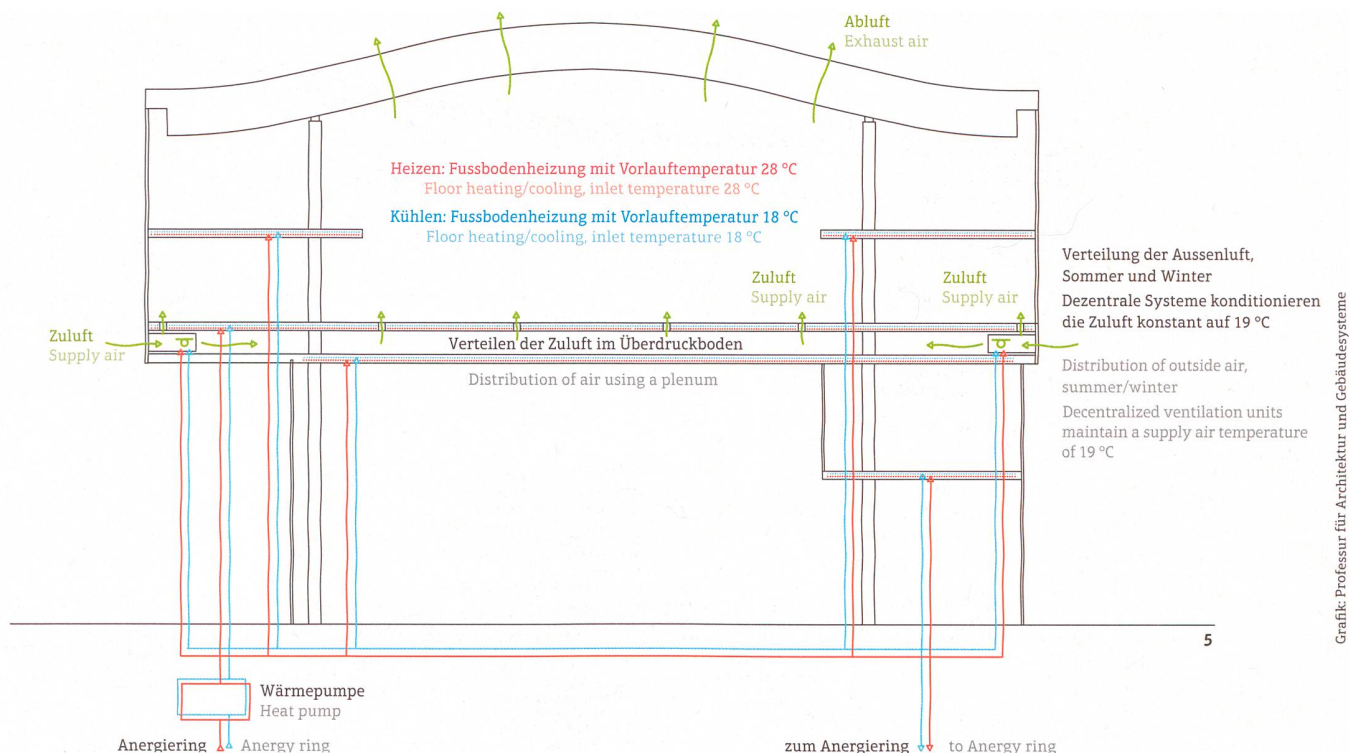 Abluft
Exhaust air
Heizen: Fussbodenheizung mit Vorlauftemperatur 28 °C
Floor heating/cooling, inlet temperature 28 °C
Kühlen: Fussbodenheizung mit Vorlauftemperatur 18 °C
Floor heating/cooling, inlet temperature 18 °C
Verteilung der Aussenluft,
Sommer und Winter
Dezentrale Systeme konditionieren
die Zuluft konstant auf 19 °C
Zuluft
Supply air
Zuluft
Supply air
Zuluft
Supply air
Verteilen der Zuluft im Überdruckboden
Distribution of air using a plenum
Distribution of outside air,
summer/winter
Decentralized ventilation units
maintain a supply air temperature
of 19 °C
Grafik: Professur für Architektur und Gebäudesysteme
5
Wärmepumpe
Heat pump
Anergiering
Anergy ring
zum Anergiering
to Anergy ring